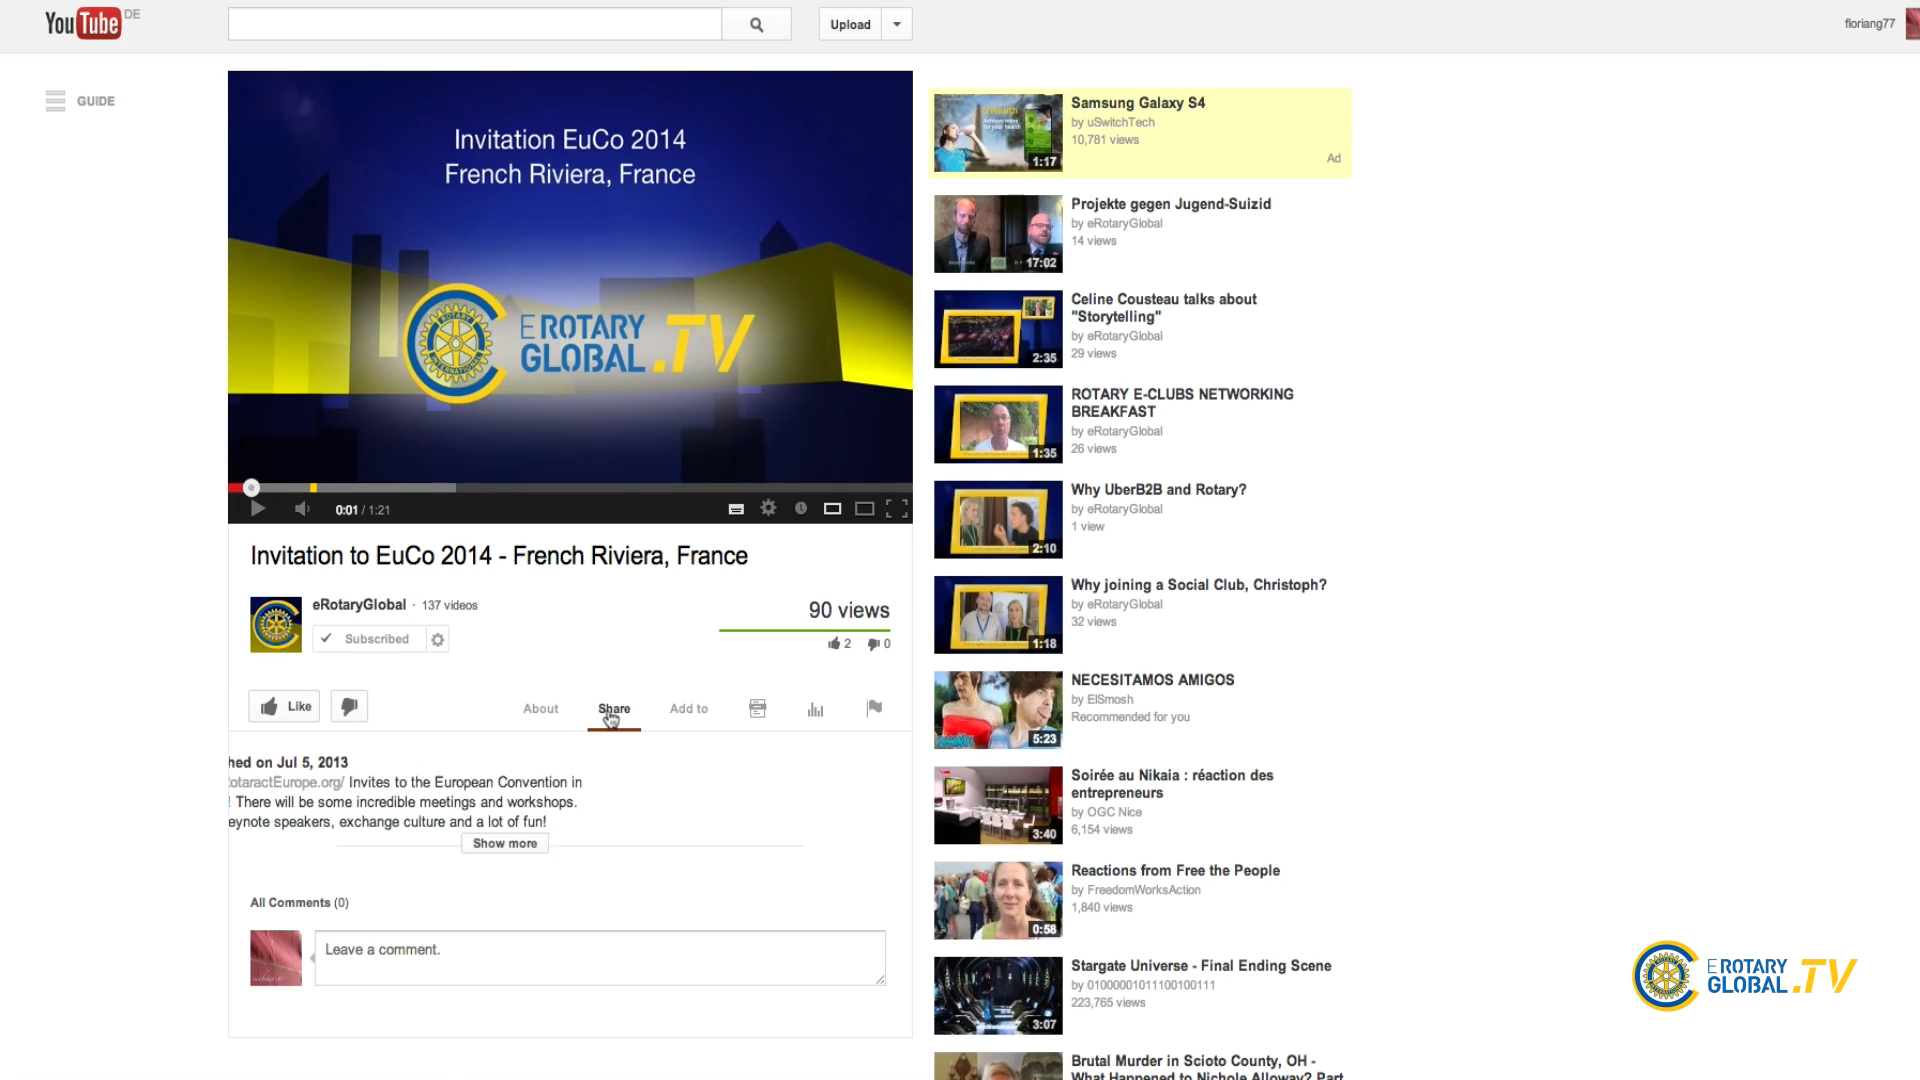 YouTube DE
Upload
floriang77
GUIDE
Invitation EuCo 2014
French Riviera, France
ROTARY
INTERNATIONAL
E ROTARY
GLOBAL.TV
0:01 / 1:21
Invitation to EuCo 2014 - French Riviera, France
eRotaryGlobal · 137 videos
Subscribed
90 views
2 0
Like
About Share Add to
hed on Jul 5, 2013
otaractEurope.org/ Invites to the European Convention in
! There will be some incredible meetings and workshops.
eynote speakers, exchange culture and a lot of fun!
Show more
All Comments (0)
Leave a comment.
Samsung Galaxy S4
by uSwitchTech
10,781 views
Ad
1:17
Projekte gegen Jugend-Suizid
by eRotaryGlobal
14 views
17:02
Celine Cousteau talks about
"Storytelling"
by eRotaryGlobal
29 views
2:35
ROTARY E-CLUBS NETWORKING
BREAKFAST
by eRotaryGlobal
26 views
1:35
Why UberB2B and Rotary?
by eRotaryGlobal
1 view
2:10
Why joining a Social Club, Christoph?
by eRotaryGlobal
32 views
1:18
NECESITAMOS AMIGOS
by ElSmosh
Recommended for you
5:23
Soirée au Nikaia : réaction des
entrepreneurs
by OGC Nice
6,154 views
3:40
Reactions from Free the People
by FreedomWorksAction
1,840 views
0:58
Stargate Universe - Final Ending Scene
by 01000001011100100111
223,765 views
3:07
Brutal Murder in Scioto County, OH -
What Happened to Nichole Alloway? Part
E ROTARY
GLOBAL.TV